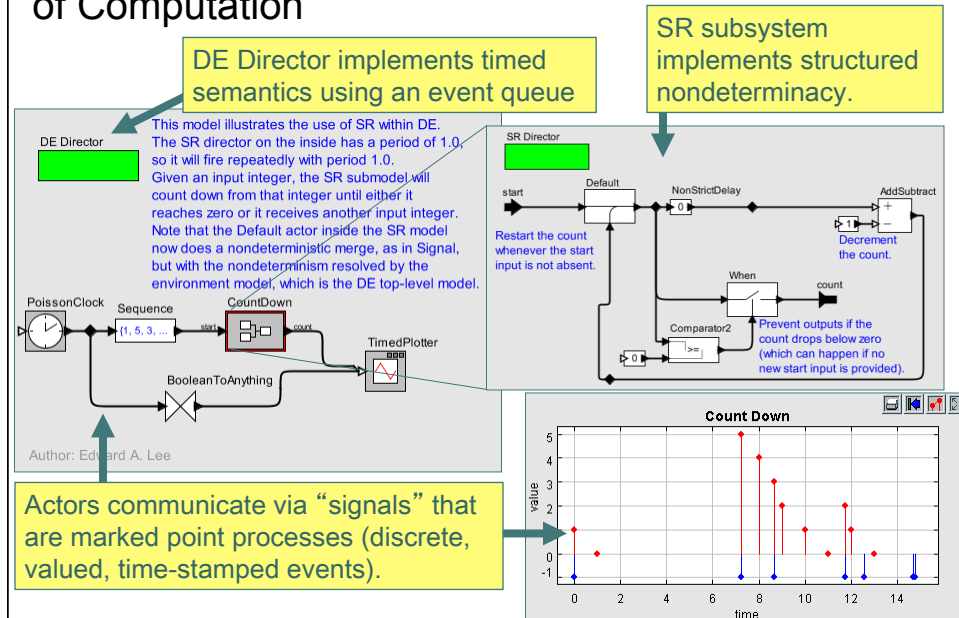 of Computation
DE Director implements timed
semantics using an event queue
SR subsystem
implements structured
nondeterminacy.
DE Director
This model illustrates the use of SR within DE.
The SR director on the inside has a period of 1.0,
so it will fire repeatedly with period 1.0.
Given an input integer, the SR submodel will
count down from that integer until either it
reaches zero or it receives another input integer.
Note that the Default actor inside the SR model
now does a nondeterministic merge, as in Signal,
but with the nondeterminism resolved by the
environment model, which is the DE top-level model.
PoissonClock
Sequence
{1, 5, 3, ...
start
CountDown
count
TimedPlotter
BooleanToAnything
Author: Edward A. Lee
SR Director
start
Default
NonStrictDelay
0
AddSubtract
+
−
1
Restart the count
whenever the start
input is not absent.
Decrement
the count.
When
count
Comparator2
>=
0
Prevent outputs if the
count drops below zero
(which can happen if no
new start input is provided).
Actors communicate via “signals” that
are marked point processes (discrete,
valued, time-stamped events).
Count Down
value
5
4
3
2
1
0
-1
0 2 4 6 8 10 12 14
time